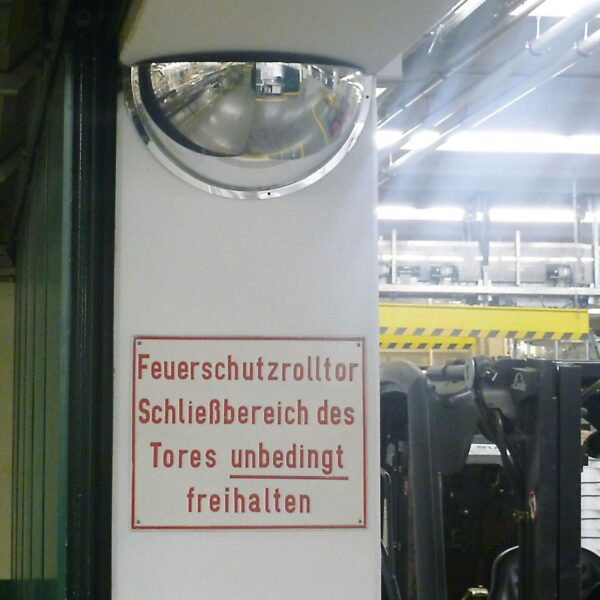 Feuerschutzrolltor
Schließbereich des
Tores unbedingt
freihalten